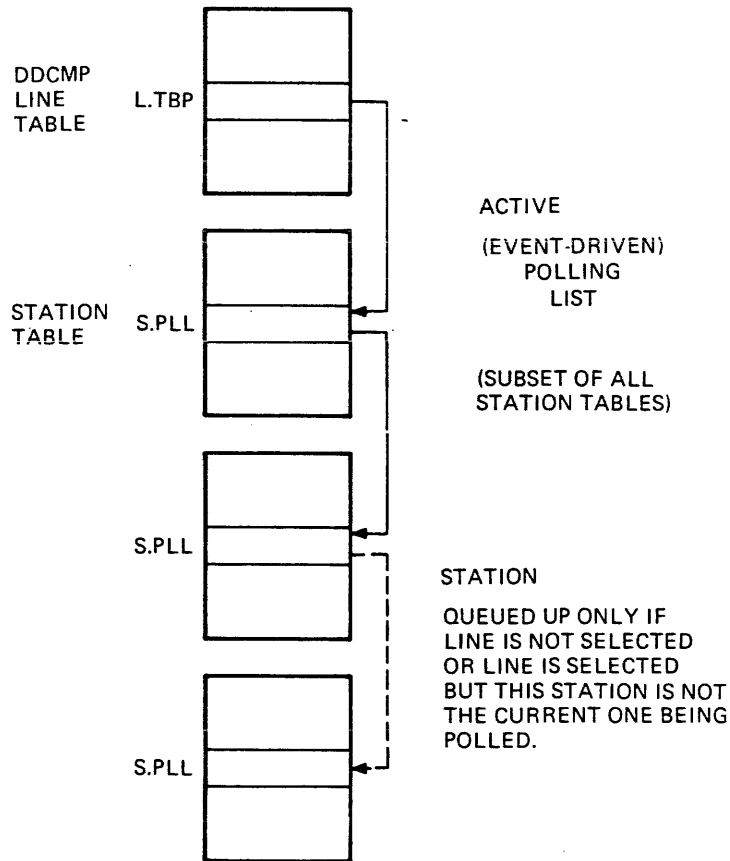 DDCMP
LINE
TABLE
L.TBP
ACTIVE
(EVENT-DRIVEN)
POLLING
LIST
STATION
TABLE
S.PLL
(SUBSET OF ALL
STATION TABLES)
S.PLL
STATION
QUEUED UP ONLY IF
LINE IS NOT SELECTED
OR LINE IS SELECTED
BUT THIS STATION IS NOT
THE CURRENT ONE BEING
POLLED.
S.PLL